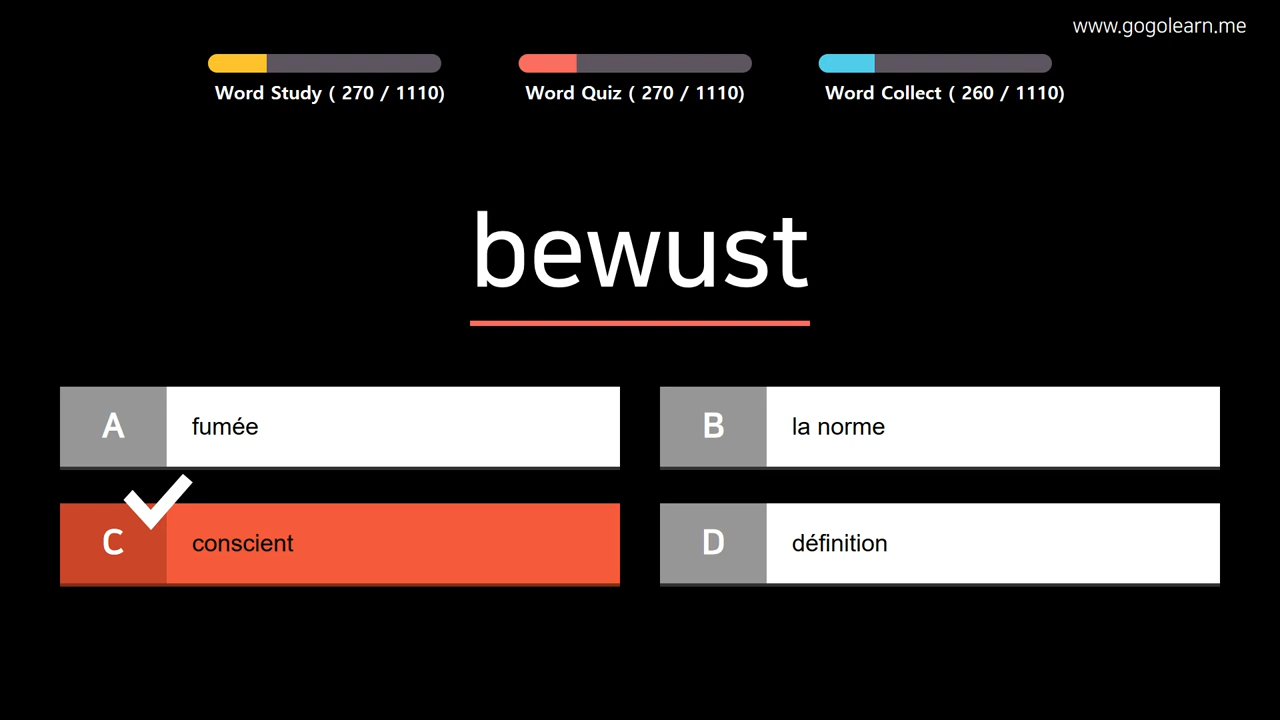 www.gogolearn.me
Word Study ( 270 / 1110)
Word Quiz ( 270 / 1110)
Word Collect ( 260 / 1110)
bewust
A fumée
B la norme
C conscient
D définition